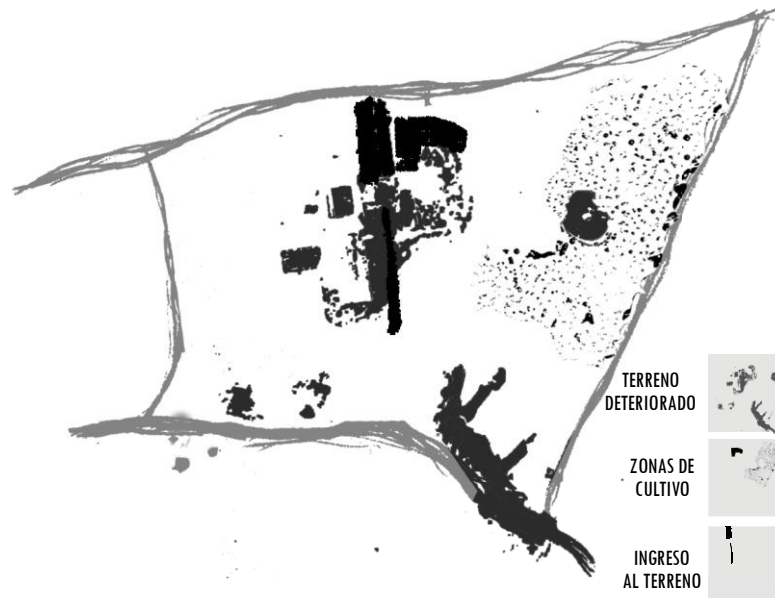 TERRENO
DETERIORADO
ZONAS DE
CULTIVO
INGRESO
AL TERRENO